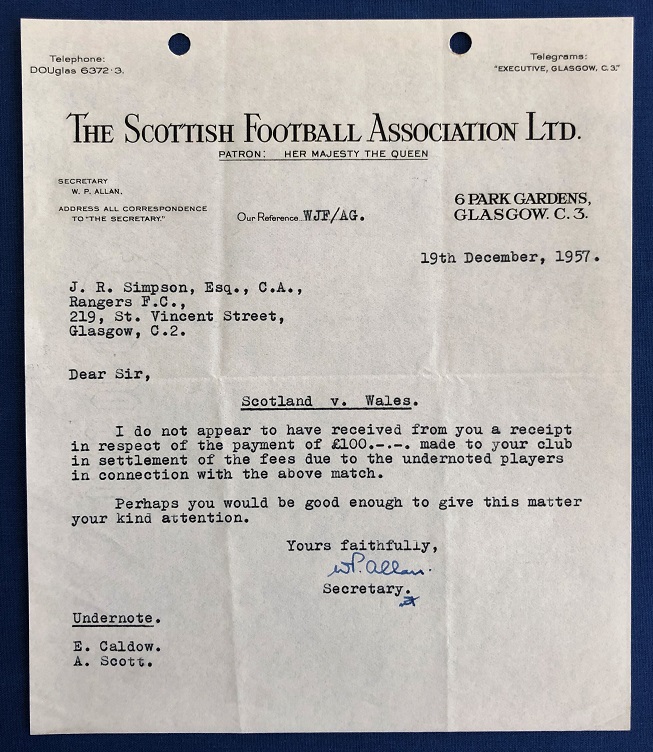 Telephone:
DOUglas 6372-3.
Telegrams:
"EXECUTIVE, GLASGOW, C.3."
THE SCOTTISH FOOTBALL ASSOCIATION LTD.
PATRON: HER MAJESTY THE QUEEN
SECRETARY
W. P. ALLAN.
ADDRESS ALL CORRESPONDENCE
TO "THE SECRETARY."
Our Reference WJF/AG.
6 PARK GARDENS,
GLASGOW. C. 3.
19th December, 1957.
J. R. Simpson, Esq., C.A.,
Rangers F.C.,
219, St. Vincent Street,
Glasgow, C.2.
Dear Sir,
Scotland v. Wales.
I do not appear to have received from you a receipt
in respect of the payment of £100.-.-. made to your club
in settlement of the fees due to the undernoted players
in connection with the above match.
Perhaps you would be good enough to give this matter
your kind attention.
Yours faithfully,
W.P. Allan.
Secretary.
Undernote.
E. Caldow.
A. Scott.